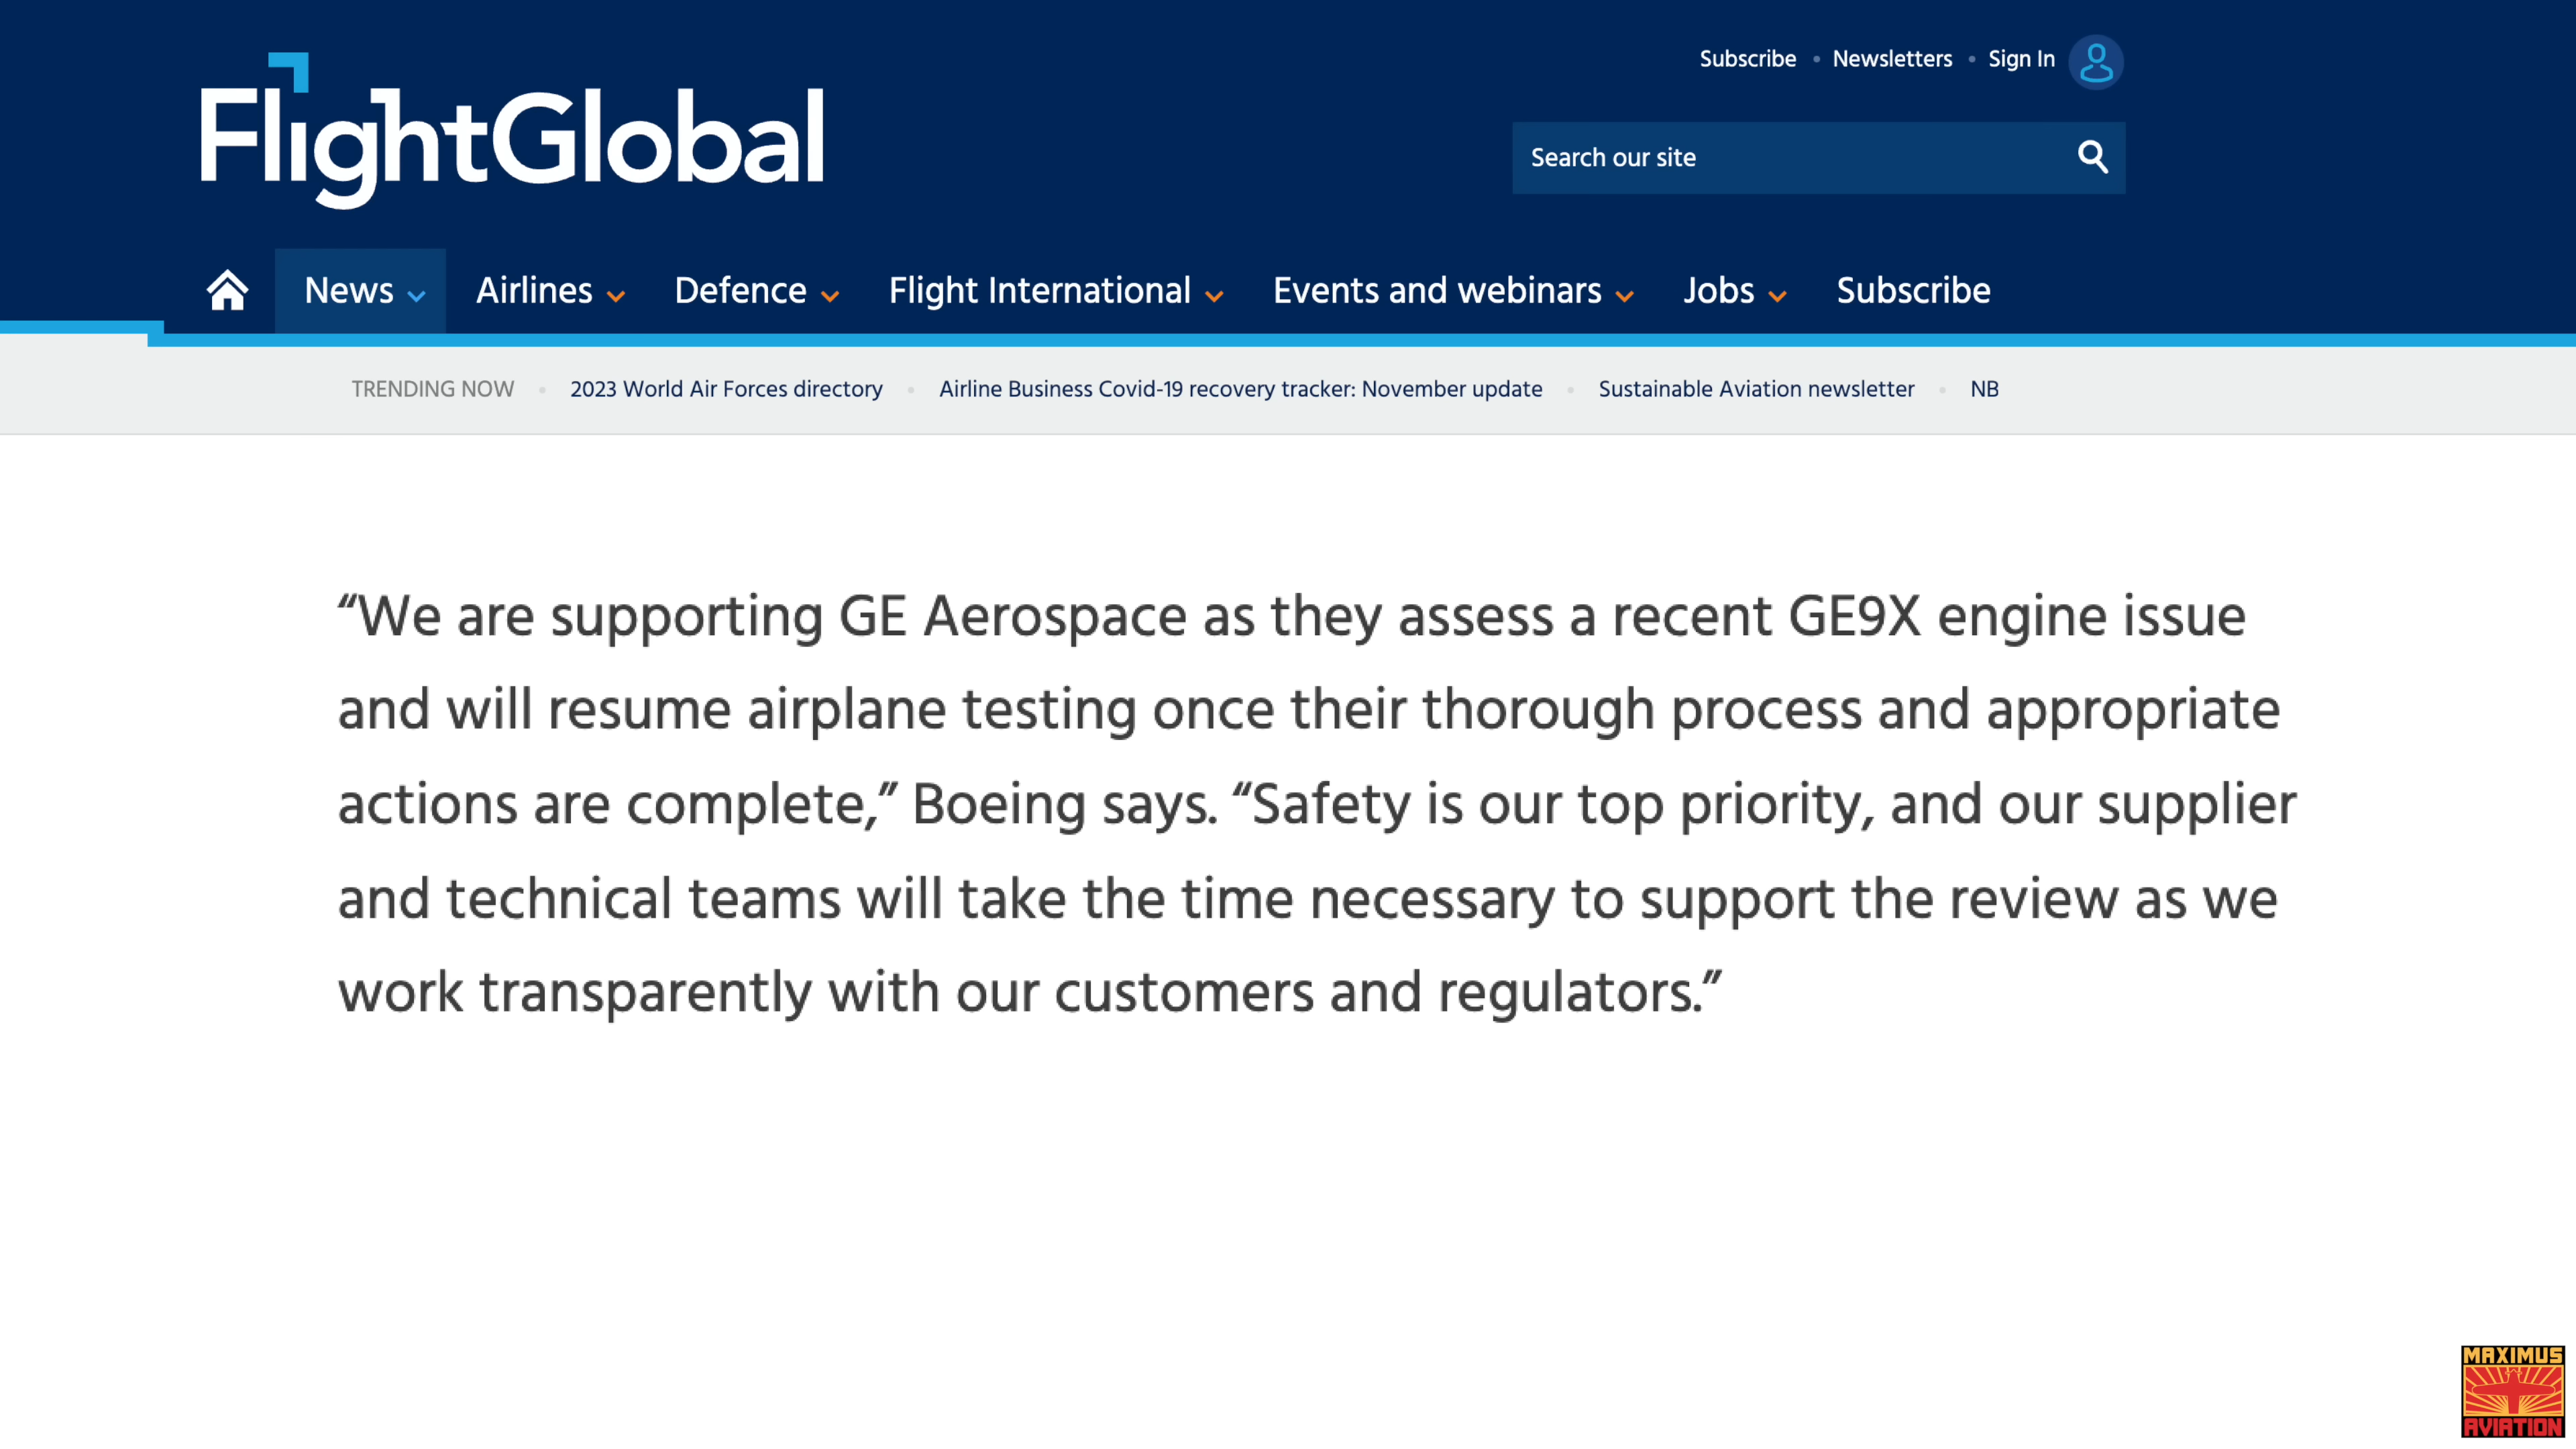 Subscribe • Newsletters • Sign In
FlightGlobal
Search our site
News Airlines Defence Flight International Events and webinars Jobs Subscribe
TRENDING NOW • 2023 World Air Forces directory • Airline Business Covid-19 recovery tracker: November update • Sustainable Aviation newsletter • NB
“We are supporting GE Aerospace as they assess a recent GE9X engine issue
and will resume airplane testing once their thorough process and appropriate
actions are complete,” Boeing says. “Safety is our top priority, and our supplier
and technical teams will take the time necessary to support the review as we
work transparently with our customers and regulators.”
MAXIMUS
AVIATION